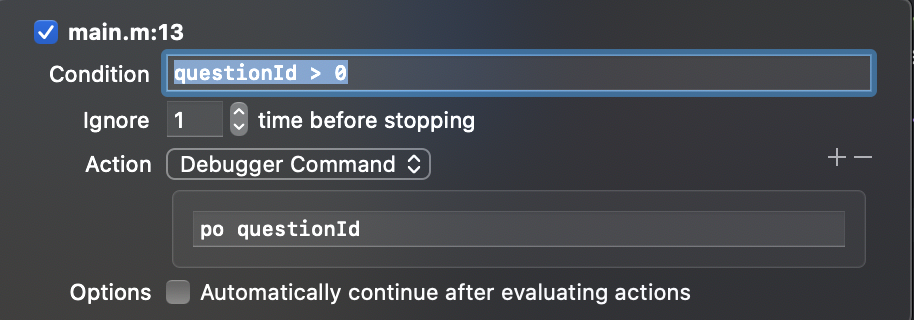 main.m:13
Condition questionId > 0
Ignore 1 time before stopping
Action Debugger Command
po questionId
Options Automatically continue after evaluating actions